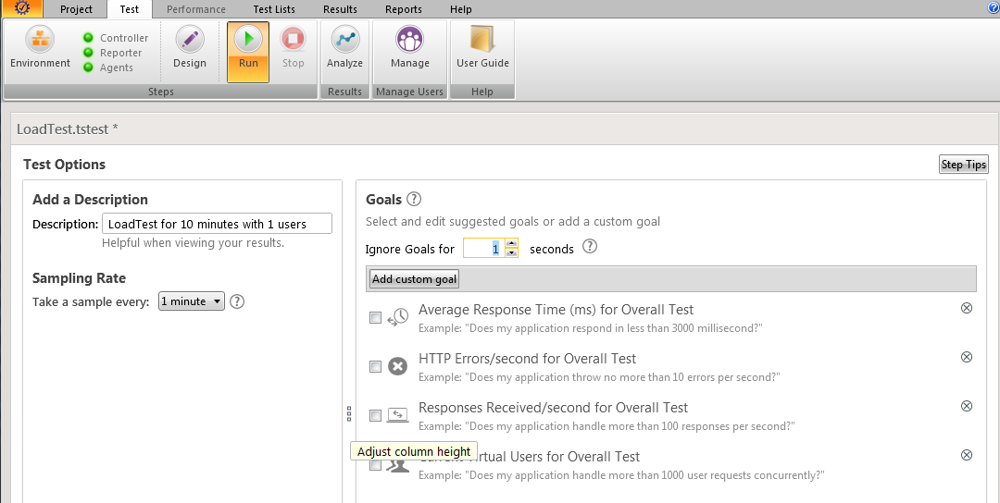 Project Test Performance Test Lists Results Reports Help
Environment
Controller
Reporter
Agents
Design
Run
Stop
Analyze
Manage
User Guide
Steps Results Manage Users Help
LoadTest.tstest *
Test Options
Step Tips
Add a Description
Description: LoadTest for 10 minutes with 1 users
Helpful when viewing your results.
Sampling Rate
Take a sample every: 1 minute ?
Goals ?
Select and edit suggested goals or add a custom goal
Ignore Goals for 1 seconds ?
Add custom goal
Average Response Time (ms) for Overall Test
Example: "Does my application respond in less than 3000 millisecond?"
HTTP Errors/second for Overall Test
Example: "Does my application throw no more than 10 errors per second?"
Responses Received/second for Overall Test
Example: "Does my application handle more than 100 responses per second?"
Adjust column height
Virtual Users for Overall Test
Example: "Does my application handle more than 1000 user requests concurrently?"